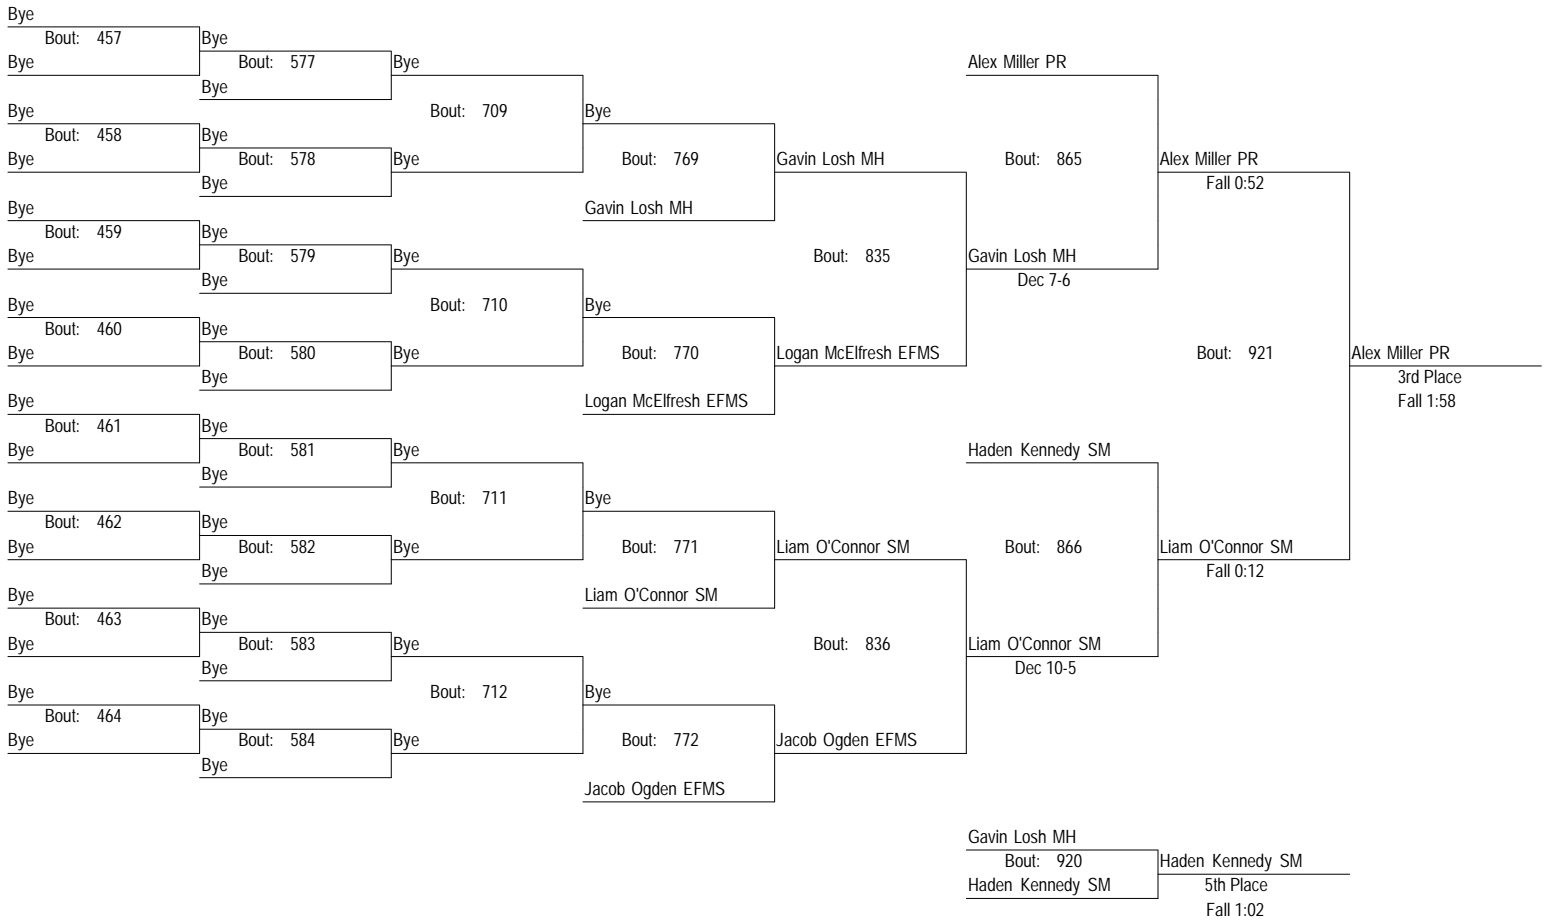 Bye
Bout: 457
Bye
Bye
Bout: 577
Bye
Bye
Bout: 458
Bye
Bye
Bout: 578
Bye
Bye
Bout: 709
Bye
Bye
Bout: 459
Bye
Bye
Bout: 579
Bye
Bye
Bout: 460
Bye
Bye
Bout: 580
Bye
Bye
Bout: 710
Bye
Bye
Bout: 461
Bye
Bye
Bout: 581
Bye
Bye
Bout: 462
Bye
Bye
Bout: 582
Bye
Bye
Bout: 711
Bye
Bye
Bout: 463
Bye
Bye
Bout: 583
Bye
Bye
Bout: 464
Bye
Bye
Bout: 584
Bye
Bye
Bout: 712
Bye
Bye
Bout: 769
Gavin Losh MH
Bye
Bout: 770
Logan McElfresh EFMS
Bye
Bout: 771
Liam O'Connor SM
Bye
Bout: 772
Jacob Ogden EFMS
Gavin Losh MH
Bout: 835
Logan McElfresh EFMS
Liam O'Connor SM
Bout: 836
Jacob Ogden EFMS
Alex Miller PR
Bout: 865
Gavin Losh MH
Dec 7-6
Haden Kennedy SM
Bout: 866
Liam O'Connor SM
Dec 10-5
Alex Miller PR
Fall 0:52
Bout: 921
Liam O'Connor SM
Fall 0:12
Alex Miller PR
3rd Place
Fall 1:58
Gavin Losh MH
Bout: 920
Haden Kennedy SM
Haden Kennedy SM
5th Place
Fall 1:02